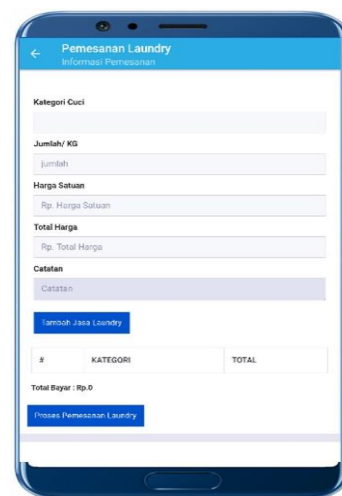 Pemesanan Laundry
Informasi Pemesanan
Kategori Cuci
Jumlah/ KG
jumlah
Harga Satuan
Rp. Harga Satuan
Total Harga
Rp. Total Harga
Catatan
Catatan
Tambah Jasa Laundry
# KATEGORI TOTAL
Total Bayar : Rp.0
Proses Pemesanan Laundry